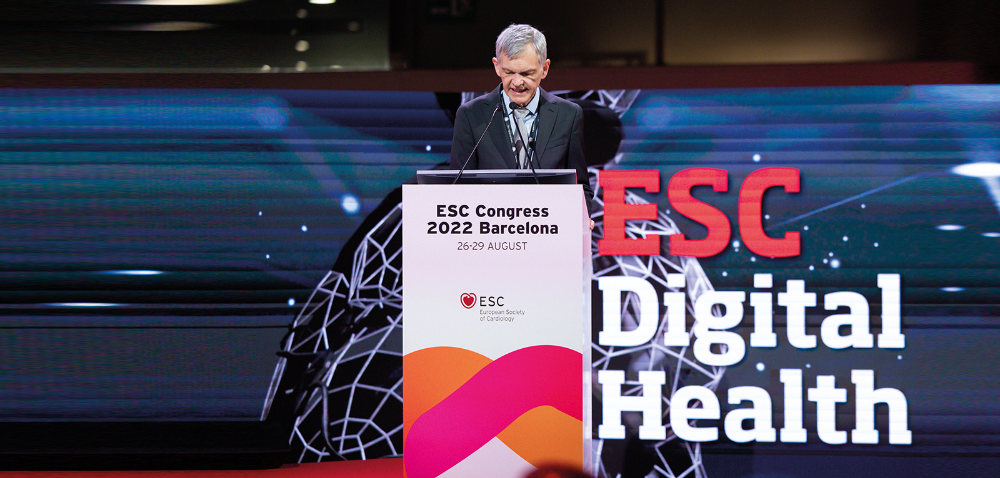 ESC Congress
2022 Barcelona
26-29 AUGUST
ESC
European Society
of Cardiology
ESC
Digital
Health